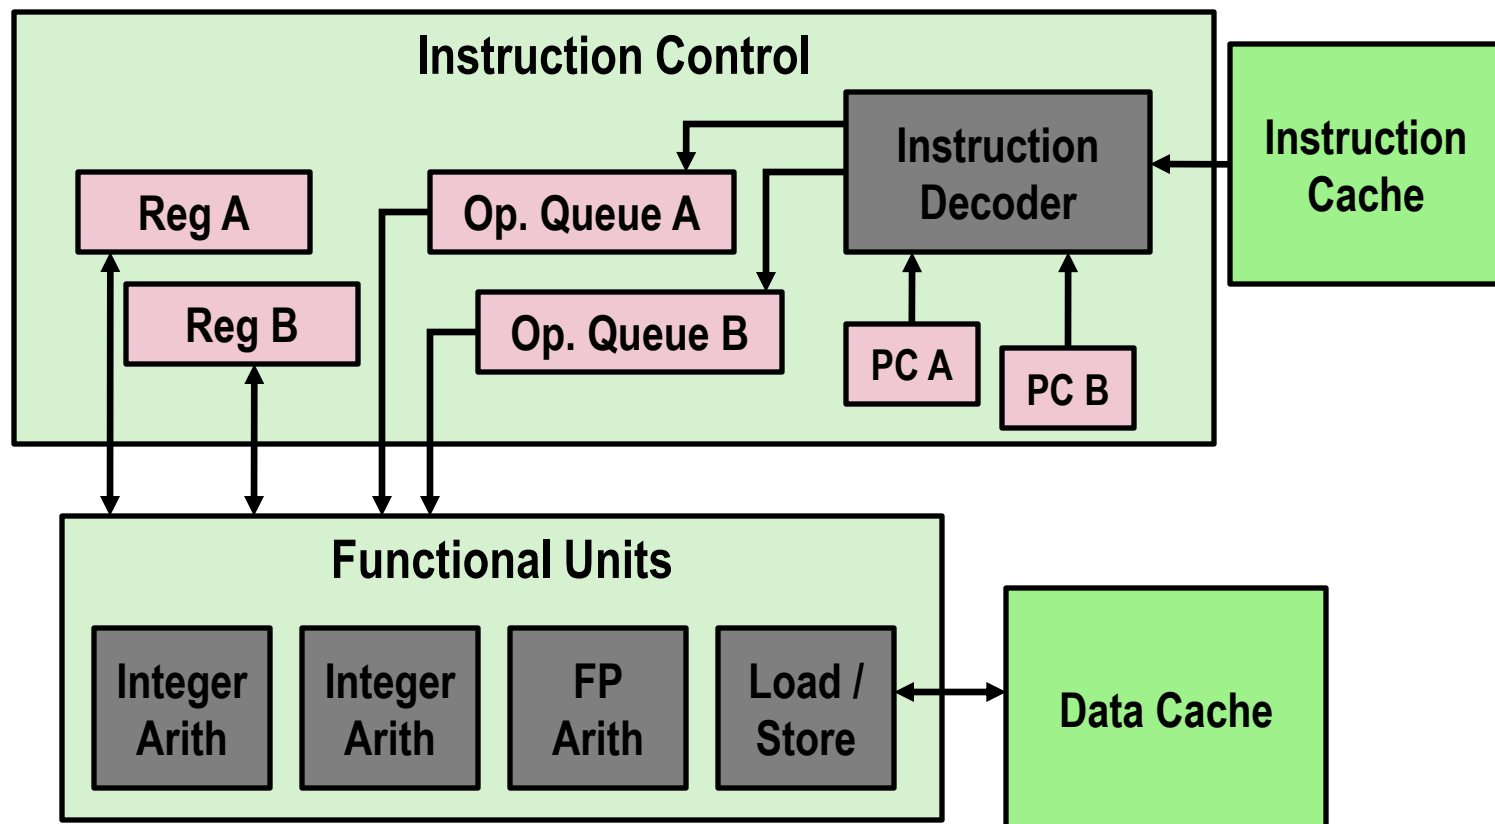 Instruction Control
Instruction
Decoder
Instruction
Cache
Reg A
Op. Queue A
Reg B
Op. Queue B
PC A
PC B
Functional Units
Integer
Arith
Integer
Arith
FP
Arith
Load /
Store
Data Cache